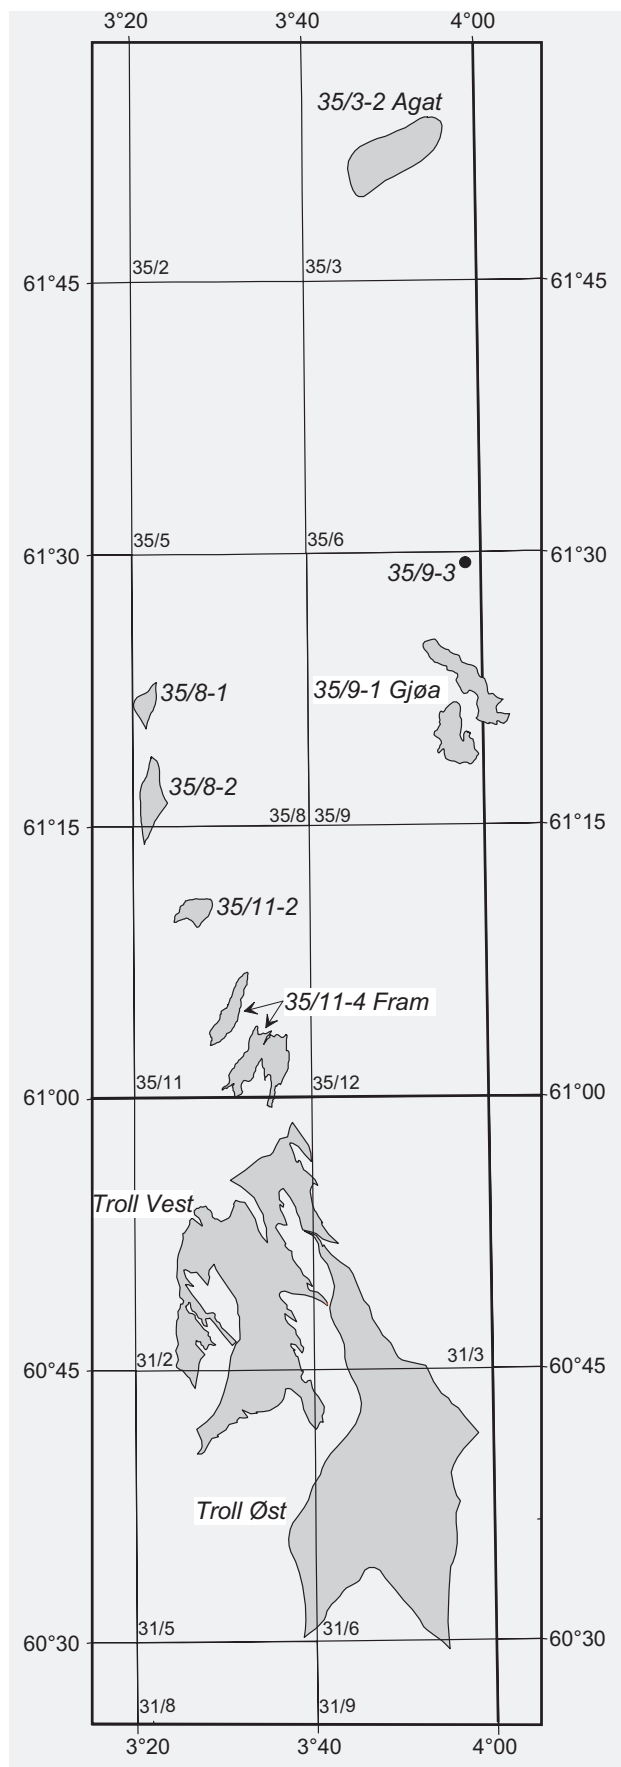 3°20 3°40 4°00
35/3-2 Agat
35/2 35/3
61°45 61°45
35/5 35/6
61°30 61°30
35/9-3
35/8-1 35/9-1 Gjøa
35/8-2
35/8 35/9
61°15 61°15
35/11-2
35/11-4 Fram
35/11 35/12
61°00 61°00
Troll Vest
31/2 31/3
60°45 60°45
Troll Øst
31/5 31/6
60°30 60°30
31/8 31/9
3°20 3°40 4°00